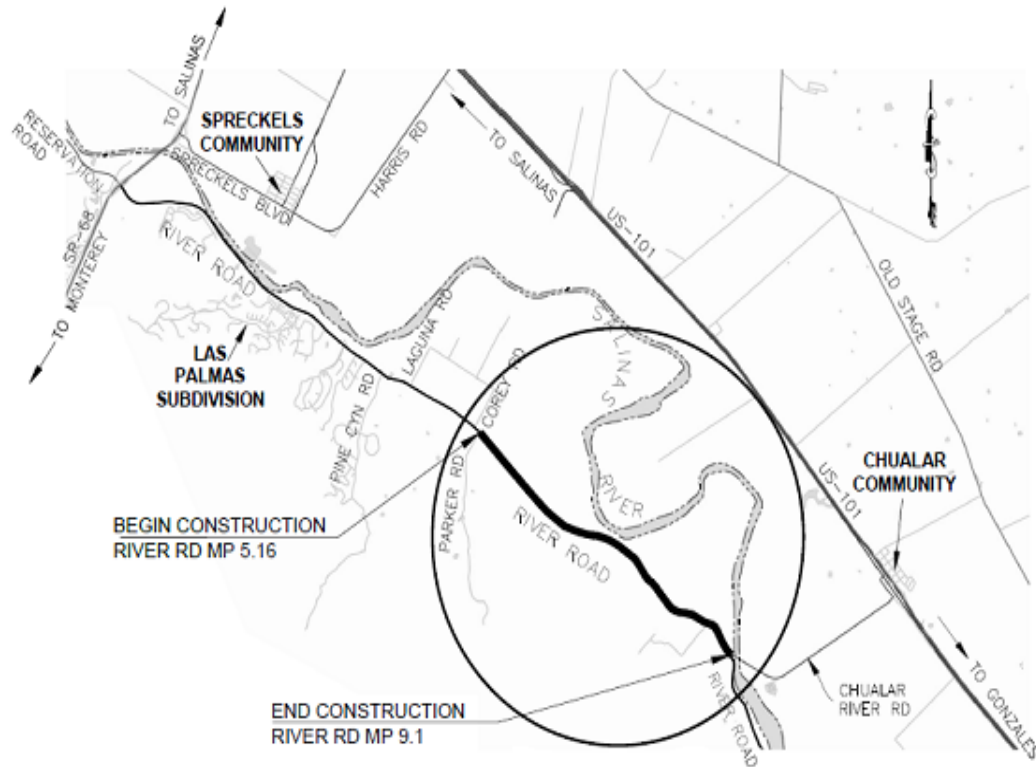 TO SALINAS
RESERVATION
ROAD
SPRECKELS
COMMUNITY
SPRECKELS BLVD
HARRIS RD
TO SALINAS
US-101
OLD STAGE RD
SR-68
TO MONTEREY
RIVER ROAD
LAS
PALMAS
SUBDIVISION
LAGUNA RD
PINE CYN RD
COREY RD
PARKER RD
SALINAS
RIVER
BEGIN CONSTRUCTION
RIVER RD MP 5.16
RIVER ROAD
US-101
CHUALAR
COMMUNITY
END CONSTRUCTION
RIVER RD MP 9.1
RIVER ROAD
CHUALAR
RIVER RD
TO GONZALES